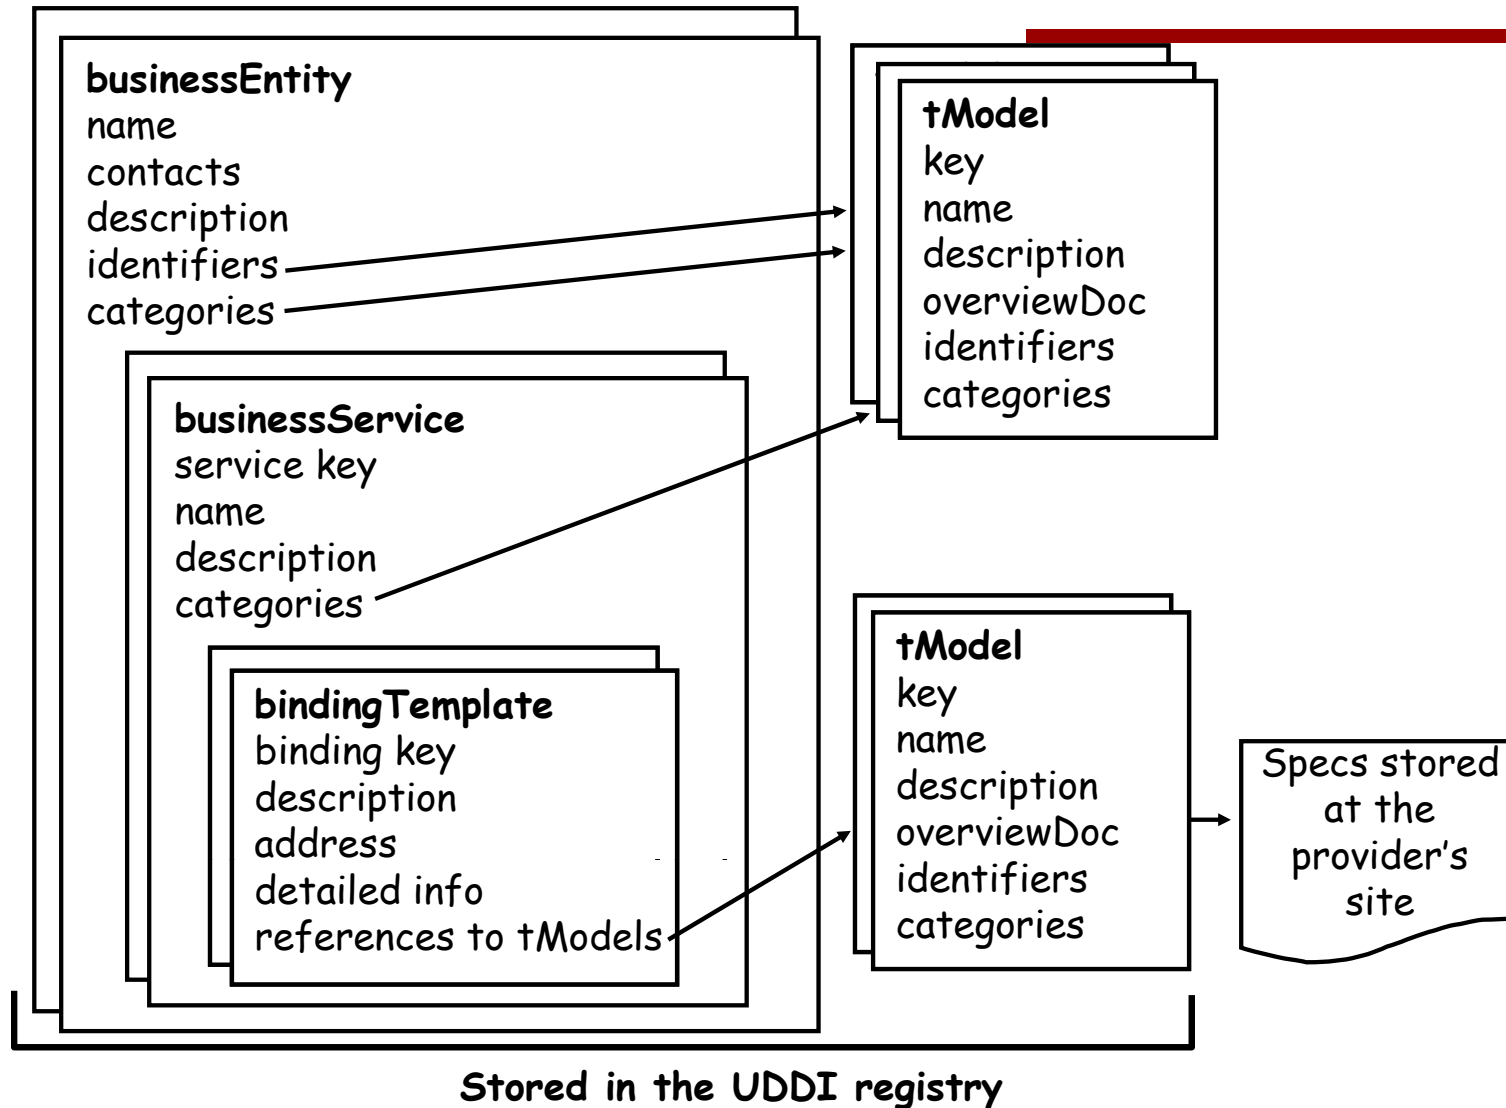 businessEntity
name
contacts
description
identifiers
categories
businessService
service key
name
description
categories
bindingTemplate
binding key
description
address
detailed info
references to tModels
tModel
key
name
description
overviewDoc
identifiers
categories
tModel
key
name
description
overviewDoc
identifiers
categories
Specs stored
at the
provider's
site
Stored in the UDDI registry